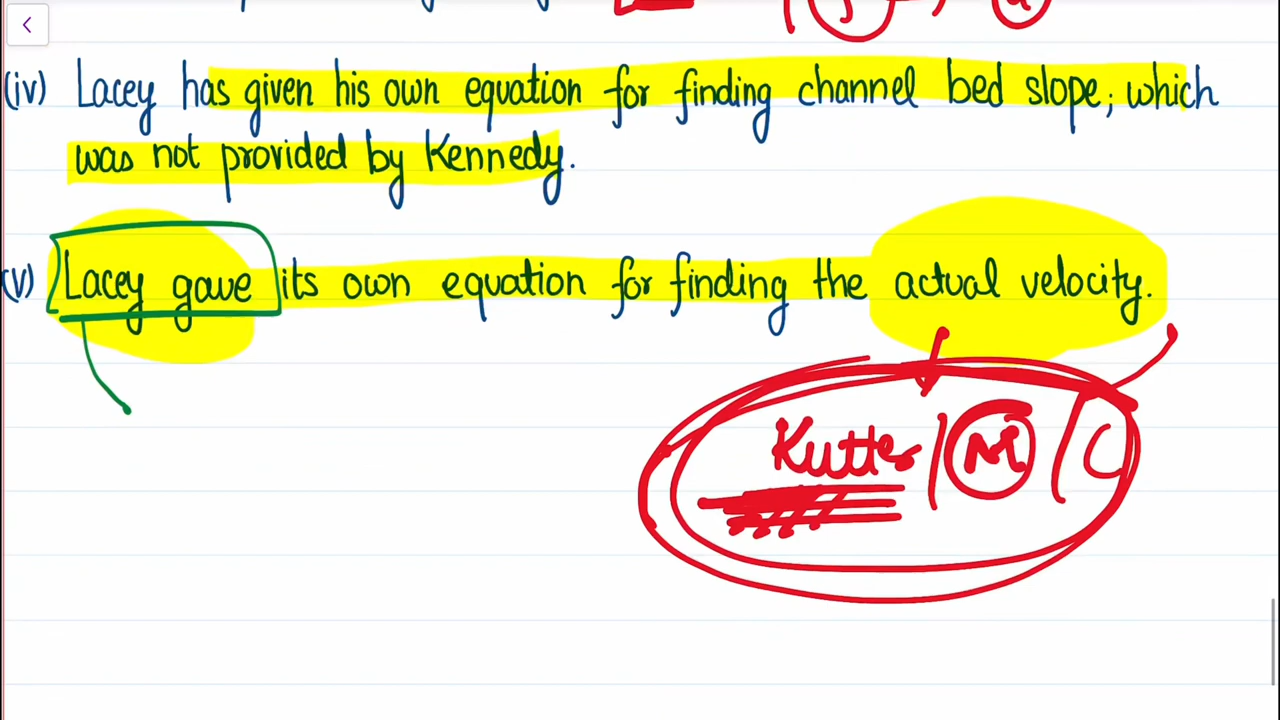 (iv) Lacey has given his own equation for finding channel bed slope; which
was not provided by Kennedy.
(v) Lacey gave its own equation for finding the actual velocity.
Kutter / M / C